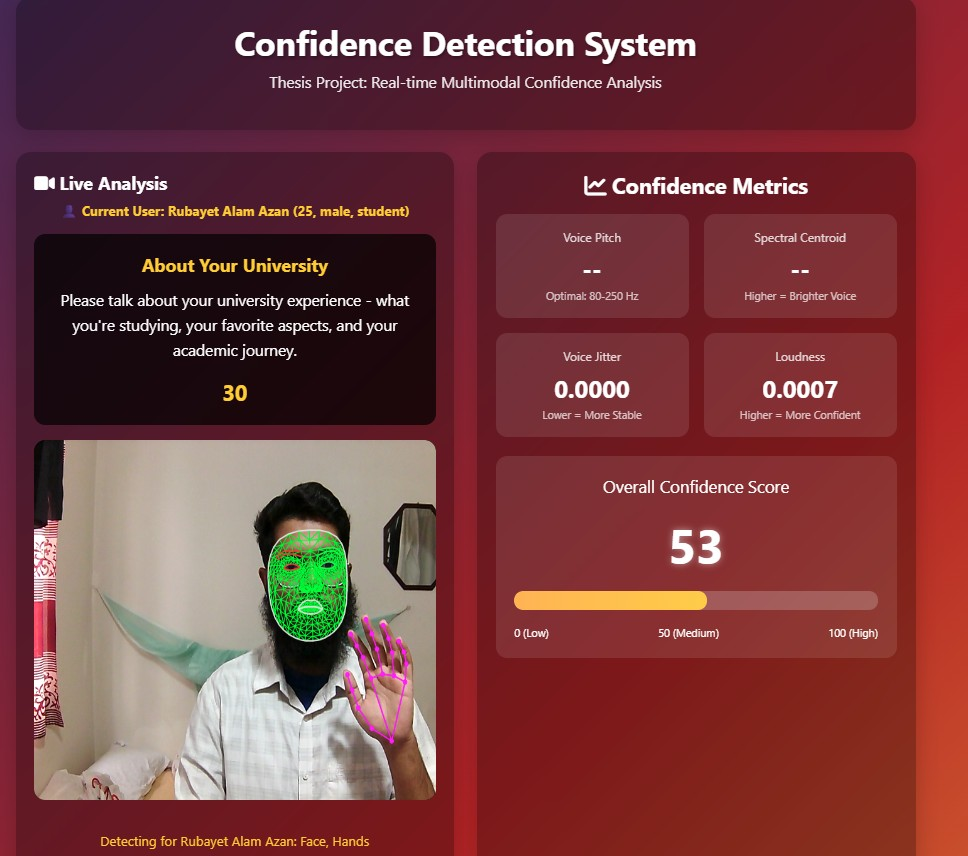 Confidence Detection System
Thesis Project: Real-time Multimodal Confidence Analysis
Live Analysis
Current User: Rubayet Alam Azan (25, male, student)
About Your University
Please talk about your university experience - what
you're studying, your favorite aspects, and your
academic journey.
30
Detecting for Rubayet Alam Azan: Face, Hands
Confidence Metrics
Voice Pitch
--
Optimal: 80-250 Hz
Spectral Centroid
--
Higher = Brighter Voice
Voice Jitter
0.0000
Lower = More Stable
Loudness
0.0007
Higher = More Confident
Overall Confidence Score
53
0 (Low)
50 (Medium)
100 (High)